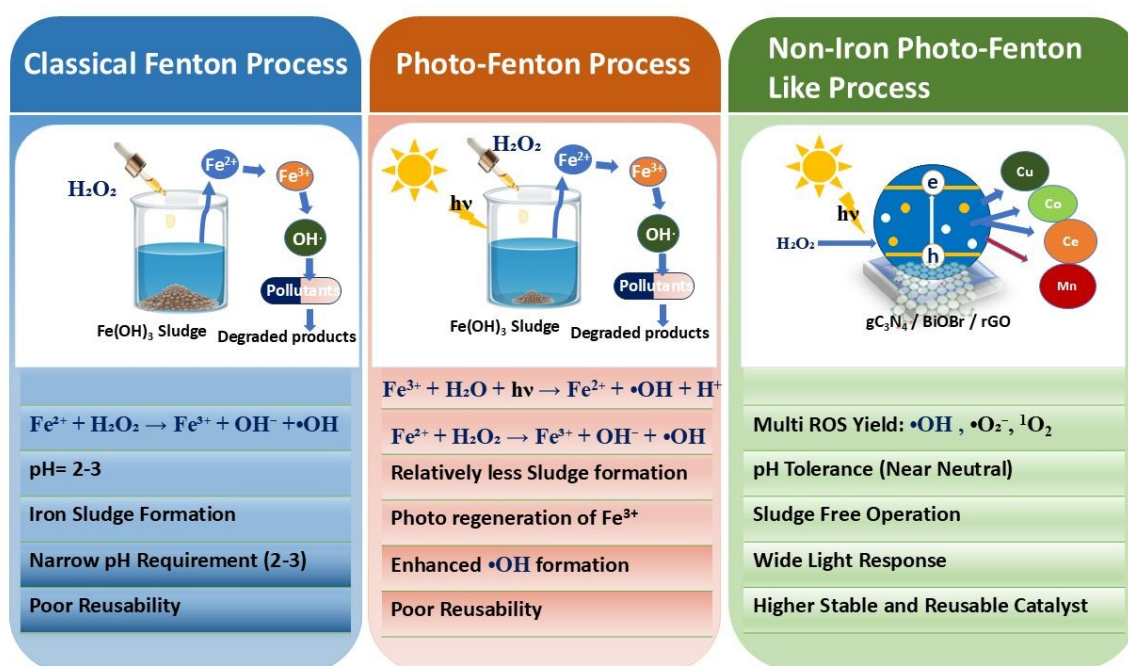 Classical Fenton Process
H₂O₂
Fe²⁺
Fe³⁺
OH·
Pollutants
Fe(OH)₃ Sludge
Degraded products
Fe²⁺ + H₂O₂ → Fe³⁺ + OH⁻ +•OH
pH= 2-3
Iron Sludge Formation
Narrow pH Requirement (2-3)
Poor Reusability
Photo-Fenton Process
H₂O₂
hν
Fe²⁺
Fe³⁺
OH·
Pollutants
Fe(OH)₃ Sludge
Degraded products
Fe³⁺ + H₂O + hν → Fe²⁺ + •OH + H⁺
Fe²⁺ + H₂O₂ → Fe³⁺ + OH⁻ + •OH
Relatively less Sludge formation
Photo regeneration of Fe³⁺
Enhanced •OH formation
Poor Reusability
Non-Iron Photo-Fenton
Like Process
hν
H₂O₂
e
h
Cu
Co
Ce
Mn
gC₃N₄ / BiOBr / rGO
Multi ROS Yield: •OH , •O₂⁻, ¹O₂
pH Tolerance (Near Neutral)
Sludge Free Operation
Wide Light Response
Higher Stable and Reusable Catalyst